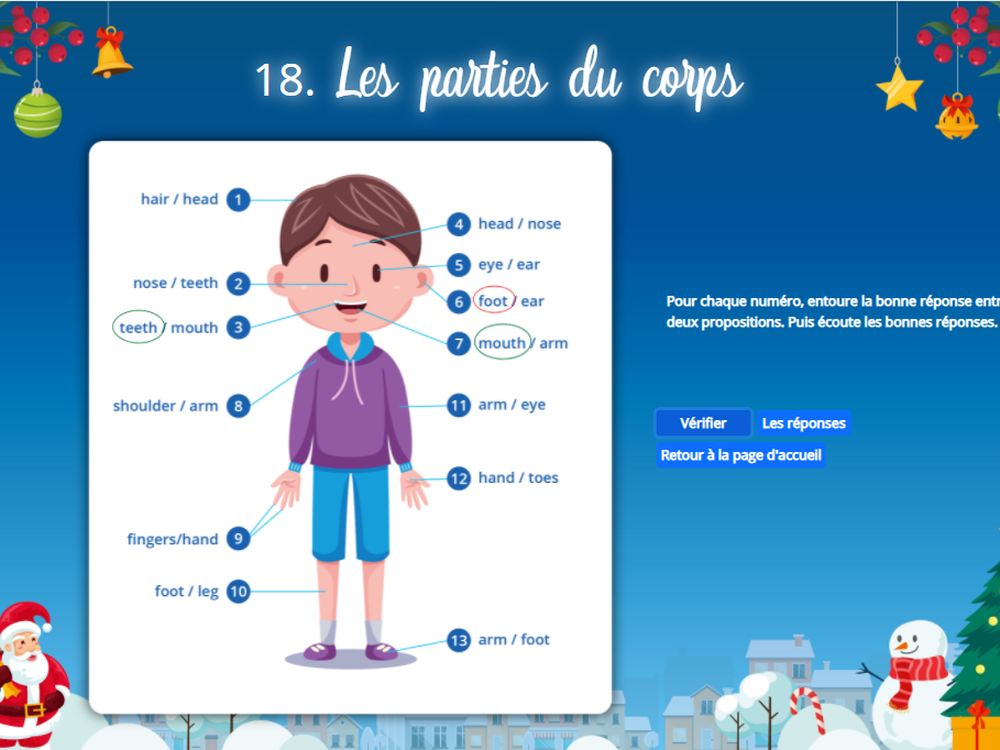 18. Les parties du corps
hair / head 1
4 head / nose
5 eye / ear
nose / teeth 2
6 foot / ear
teeth / mouth 3
7 mouth / arm
shoulder / arm 8
11 arm / eye
12 hand / toes
fingers/hand 9
foot / leg 10
13 arm / foot
Pour chaque numéro, entoure la bonne réponse
deux propositions. Puis écoute les bonnes réponses.
Vérifier Les réponses
Retour à la page d'accueil